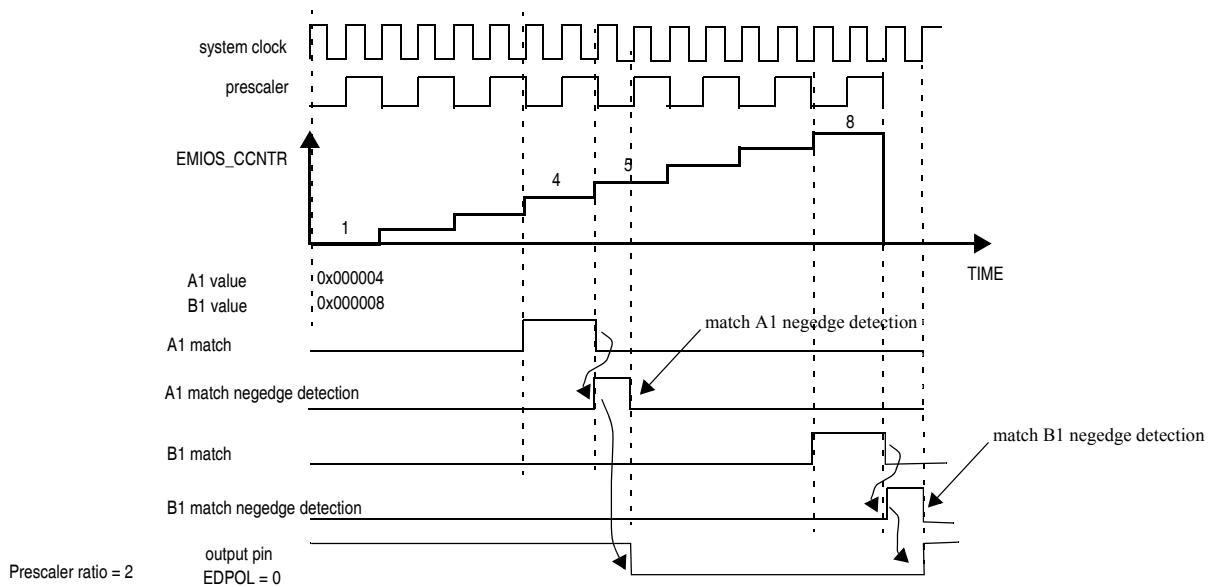 system clock
prescaler
8
EMIOS_CCNTR
5
4
1
TIME
A1 value 0x000004
B1 value 0x000008
match A1 negedge detection
A1 match
A1 match negedge detection
match B1 negedge detection
B1 match
B1 match negedge detection
output pin
Prescaler ratio = 2 EDPOL = 0